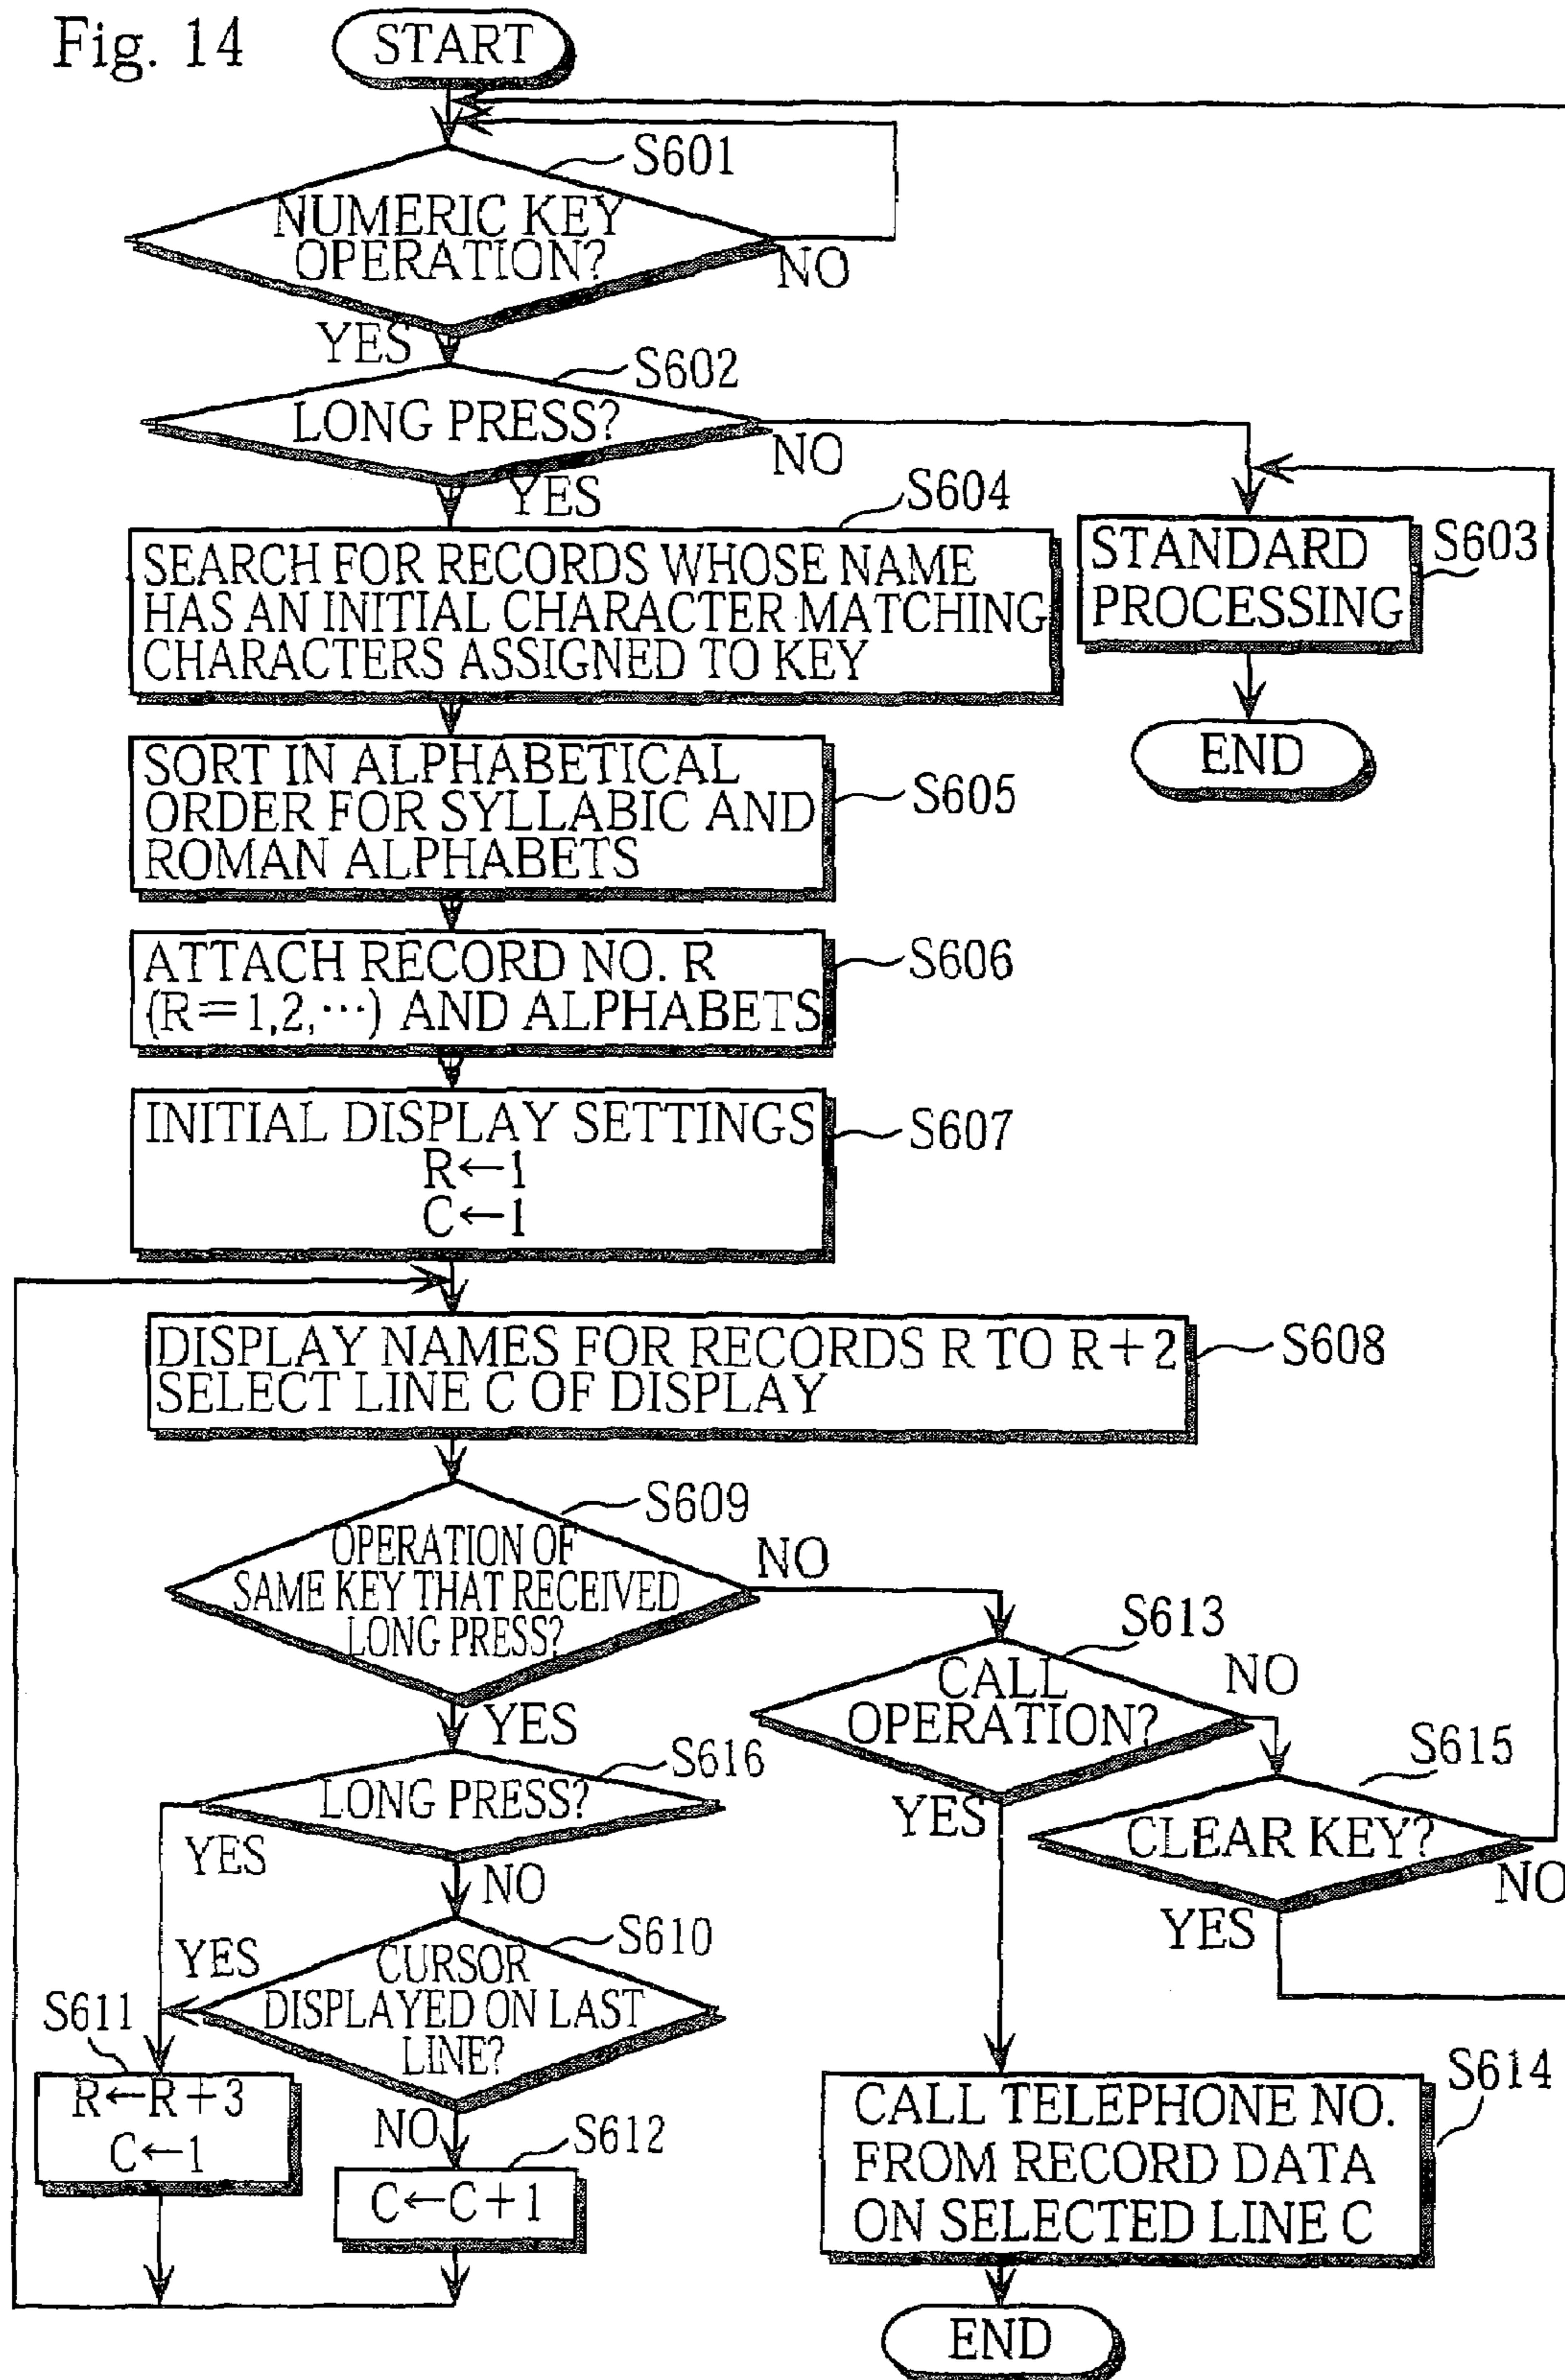 Fig. 14
START
S601
NUMERIC KEY
OPERATION?
NO
YES
S602
LONG PRESS?
NO
YES
S604
SEARCH FOR RECORDS WHOSE NAME
HAS AN INITIAL CHARACTER MATCHING
CHARACTERS ASSIGNED TO KEY
STANDARD
PROCESSING
S603
END
SORT IN ALPHABETICAL
ORDER FOR SYLLABIC AND
ROMAN ALPHABETS
S605
ATTACH RECORD NO. R
(R=1,2,⋯) AND ALPHABETS
S606
INITIAL DISPLAY SETTINGS
R←1
C←1
S607
DISPLAY NAMES FOR RECORDS R TO R+2
SELECT LINE C OF DISPLAY
S608
S609
OPERATION OF
SAME KEY THAT RECEIVED
LONG PRESS?
NO
YES
S613
CALL
OPERATION?
NO
YES
S616
LONG PRESS?
YES
NO
S615
CLEAR KEY?
NO
YES
S610
CURSOR
DISPLAYED ON LAST
LINE?
YES
NO
S611
R←R+3
C←1
S612
C←C+1
S614
CALL TELEPHONE NO.
FROM RECORD DATA
ON SELECTED LINE C
END